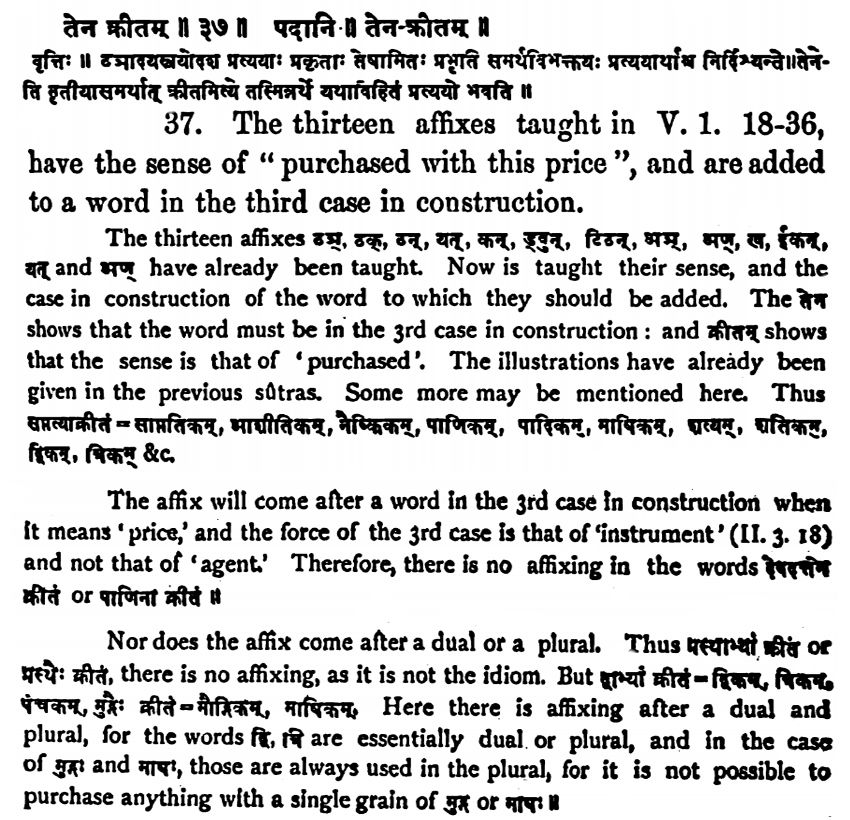 तेन क्रीतम् ॥ ३७ ॥ पदानि ॥ तेन-क्रीतम् ॥
वृत्तिः ॥ ठञादयस्त्रयोदश प्रत्ययाः प्रकृताः तेषामितः प्रभृति समर्थविभक्तयः प्रत्ययार्थाश्च निर्दिश्यन्ते॥तेने-
ति तृतीयासमर्थात् क्रीतमित्ये तस्मिन्नर्थे यथाविहितं प्रत्ययो भवति ॥
37. The thirteen affixes taught in V. 1. 18-36,
have the sense of “ purchased with this price ”, and are added
to a word in the third case in construction.
The thirteen affixes ठञ्, ठक्, ठन्, यत्, कन्, ड्वुन्, टिठन्, अञ्, अण्, ख, ईकन्,
यत् and अण् have already been taught. Now is taught their sense, and the
case in construction of the word to which they should be added. The तेन
shows that the word must be in the 3rd case in construction : and क्रीतम् shows
that the sense is that of ‘purchased’. The illustrations have already been
given in the previous sûtras. Some more may be mentioned here. Thus
सप्तत्याक्रीतं = साप्ततिकम्, आशीतिकम्, नैष्किकम्, पाणिकम्, पादिकम्, माषिकम्, शत्यम्, शतिकम्,
द्विकम्, त्रिकम् &c.
The affix will come after a word in the 3rd case in construction when
it means ‘price,’ and the force of the 3rd case is that of ‘instrument’ (II. 3. 18)
and not that of ‘agent.’ Therefore, there is no affixing in the words देवदत्तेन
क्रीतं or पाणिना क्रीतं ॥
Nor does the affix come after a dual or a plural. Thus प्रस्थाभ्यां क्रीतं or
प्रस्थैः क्रीतं, there is no affixing, as it is not the idiom. But द्वाभ्यां क्रीतं = द्विकम्, त्रिकम्,
पंचकम्, मुद्गैः क्रीतं = मौद्गिकम्, माषिकम्, Here there is affixing after a dual and
plural, for the words द्वि, त्रि are essentially dual or plural, and in the case
of मुद्गः and माषः, those are always used in the plural, for it is not possible to
purchase anything with a single grain of मुद्ग or माषः ॥